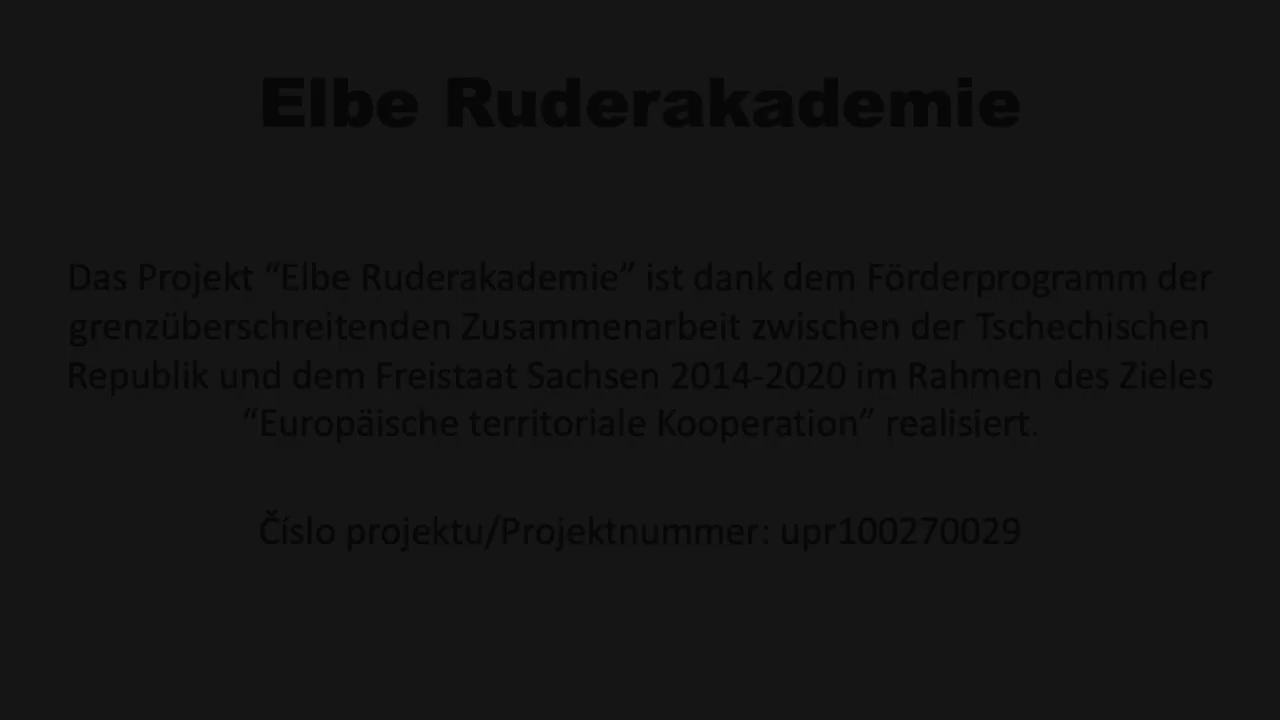 Elbe Ruderakademie
Das Projekt “Elbe Ruderakademie” ist dank dem Förderprogramm der
grenzüberschreitenden Zusammenarbeit zwischen der Tschechischen
Republik und dem Freistaat Sachsen 2014-2020 im Rahmen des Zieles
“Europäische territoriale Kooperation” realisiert.
Číslo projektu/Projektnummer: upr100270029